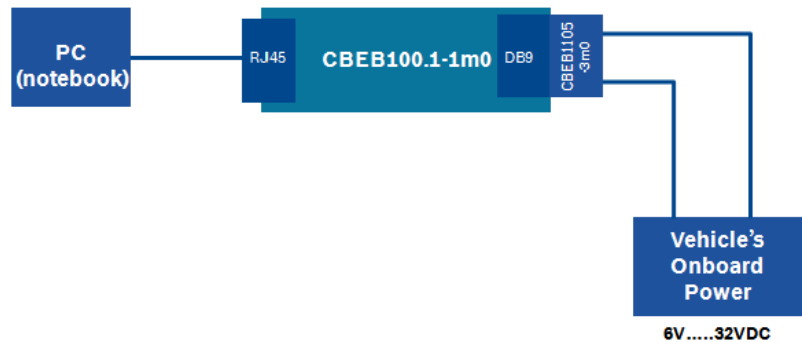 PC
(notebook)
RJ45
CBEB100.1-1m0
DB9
CBEB1105
-3m0
Vehicle's
Onboard
Power
6V.....32VDC